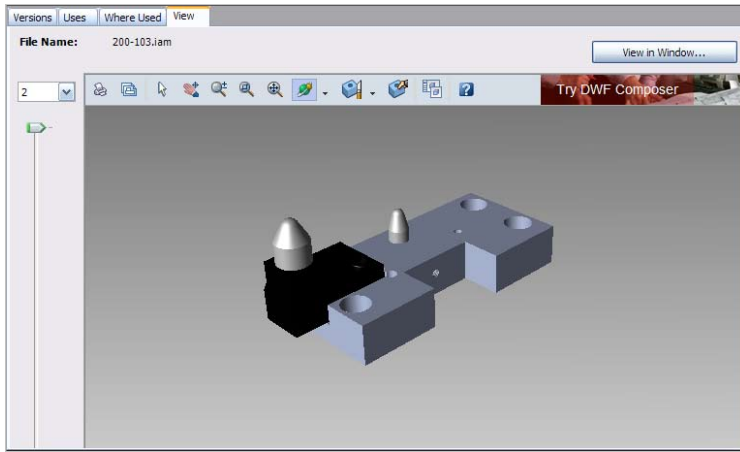 Versions Uses Where Used View
File Name: 200-103.iam
View in Window...
2
Try DWF Composer